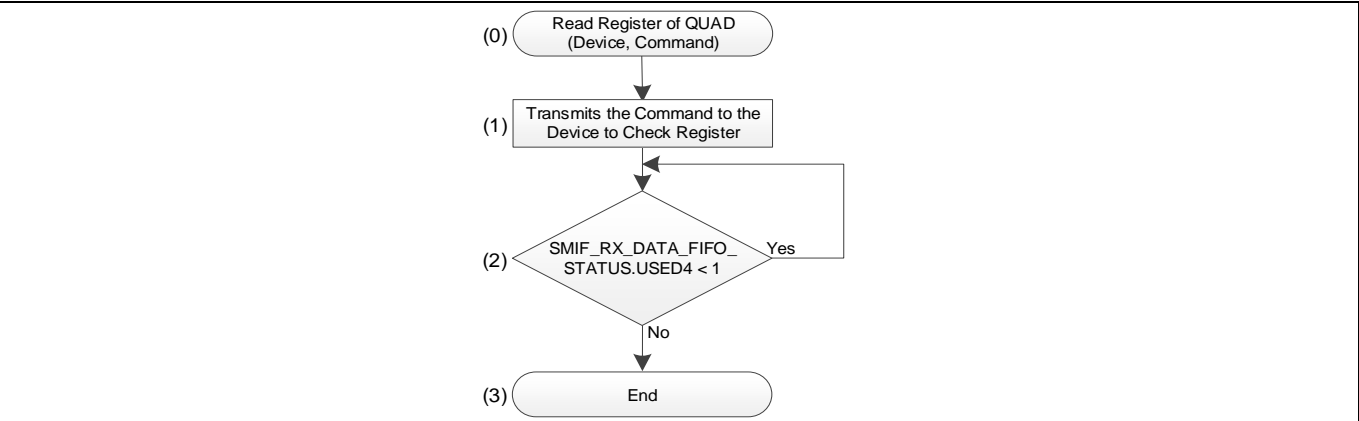 (0)
Read Register of QUAD
(Device, Command)
(1)
Transmits the Command to the
Device to Check Register
(2)
SMIF_RX_DATA_FIFO_
STATUS.USED4 < 1
Yes
No
(3)
End